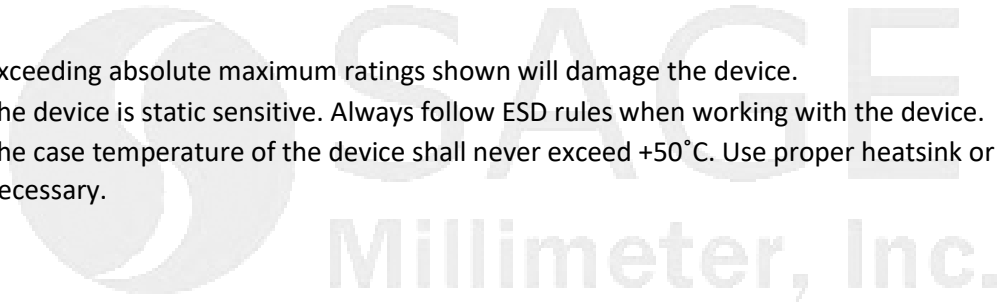 xceeding absolute maximum ratings shown will damage the device.
he device is static sensitive. Always follow ESD rules when working with the device.
he case temperature of the device shall never exceed +50˚C. Use proper heatsink or
ecessary.
SAGE
Millimeter, Inc.